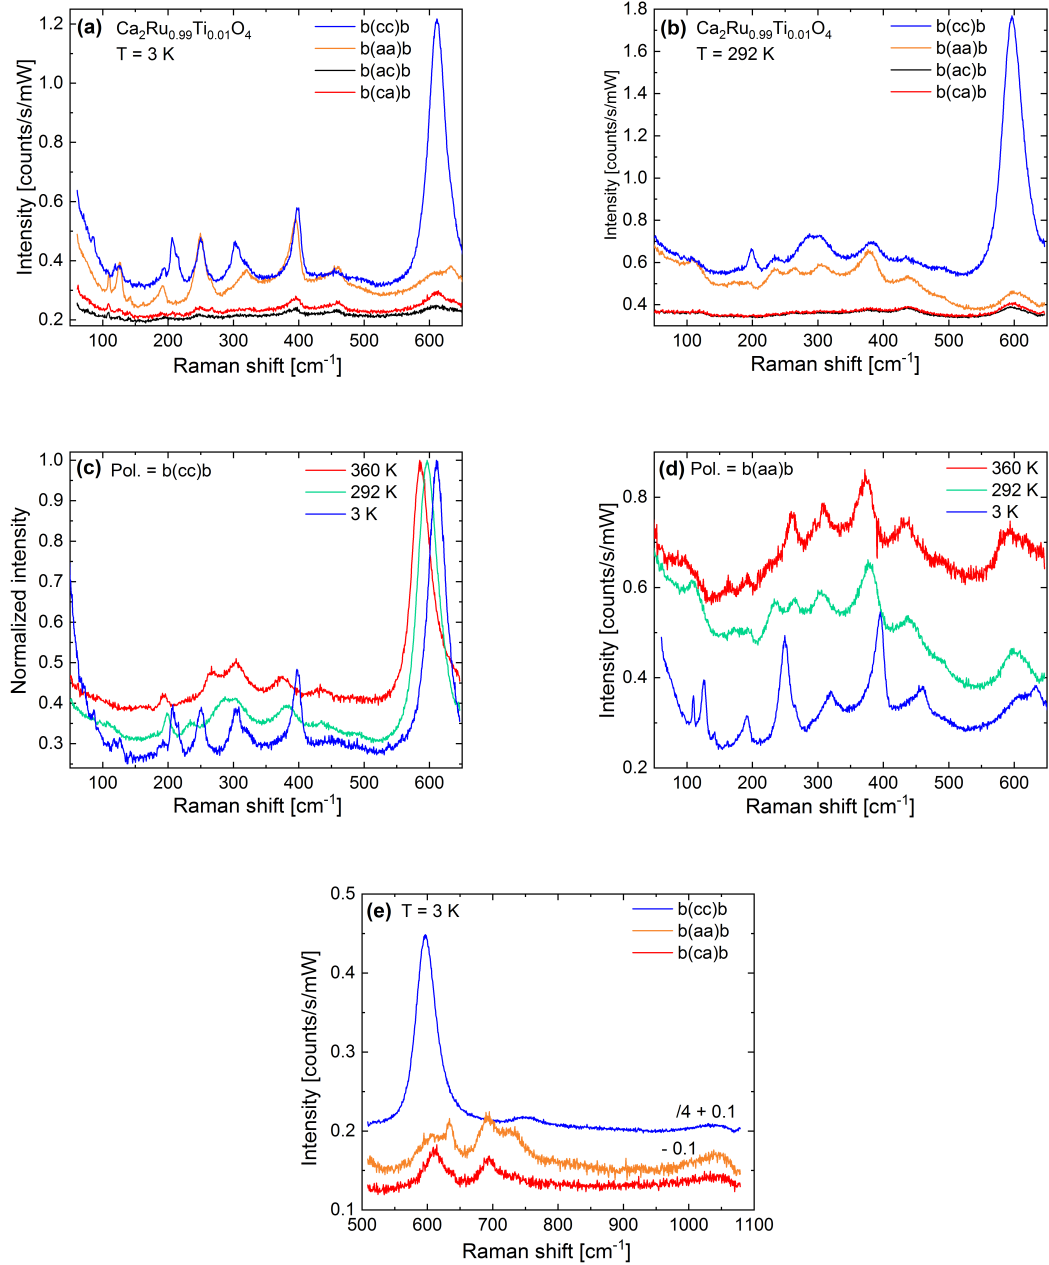 (a) Ca2Ru0.99Ti0.01O4
T = 3 K
b(cc)b
b(aa)b
b(ac)b
b(ca)b
1.2
1.0
0.8
0.6
0.4
0.2
100 200 300 400 500 600
Intensity [counts/s/mW]
Raman shift [cm-1]
(b) Ca2Ru0.99Ti0.01O4
T = 292 K
b(cc)b
b(aa)b
b(ac)b
b(ca)b
1.8
1.6
1.4
1.2
1.0
0.8
0.6
0.4
100 200 300 400 500 600
Intensity [counts/s/mW]
Raman shift [cm-1]
(c) Pol. = b(cc)b
360 K
292 K
3 K
1.0
0.9
0.8
0.7
0.6
0.5
0.4
0.3
100 200 300 400 500 600
Normalized intensity
Raman shift [cm-1]
(d) Pol. = b(aa)b
360 K
292 K
3 K
0.8
0.6
0.4
0.2
100 200 300 400 500 600
Intensity [counts/s/mW]
Raman shift [cm-1]
(e) T = 3 K
b(cc)b
b(aa)b
b(ca)b
/4 + 0.1
- 0.1
0.5
0.4
0.3
0.2
0.1
500 600 700 800 900 1000 1100
Intensity [counts/s/mW]
Raman shift [cm-1]